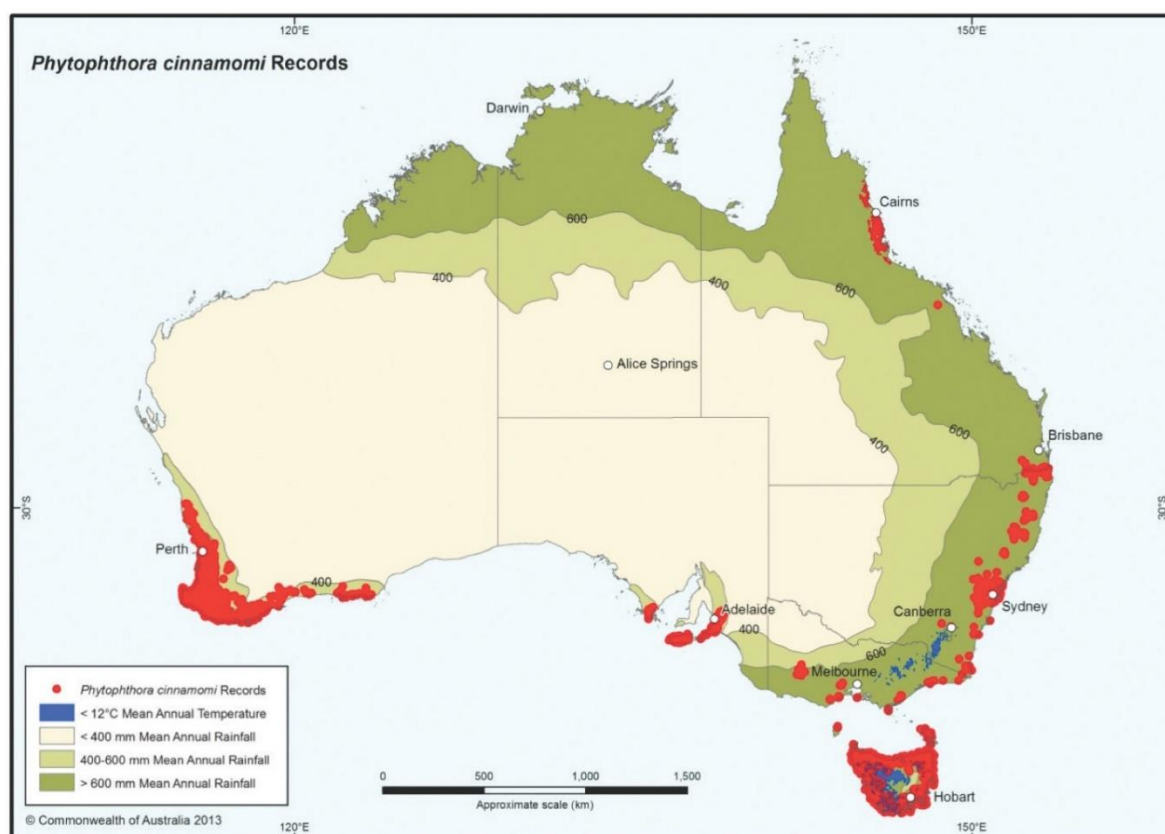 120°E
150°E
Phytophthora cinnamomi Records
Darwin
Cairns
600
400
400
600
Alice Springs
Brisbane
600
400
30°S
30°S
Perth
400
Adelaide
Sydney
Canberra
400
600
Melbourne
Phytophthora cinnamomi Records
< 12°C Mean Annual Temperature
< 400 mm Mean Annual Rainfall
400-600 mm Mean Annual Rainfall
> 600 mm Mean Annual Rainfall
0 500 1,000 1,500
Approximate scale (km)
Hobart
© Commonwealth of Australia 2013
120°E
150°E